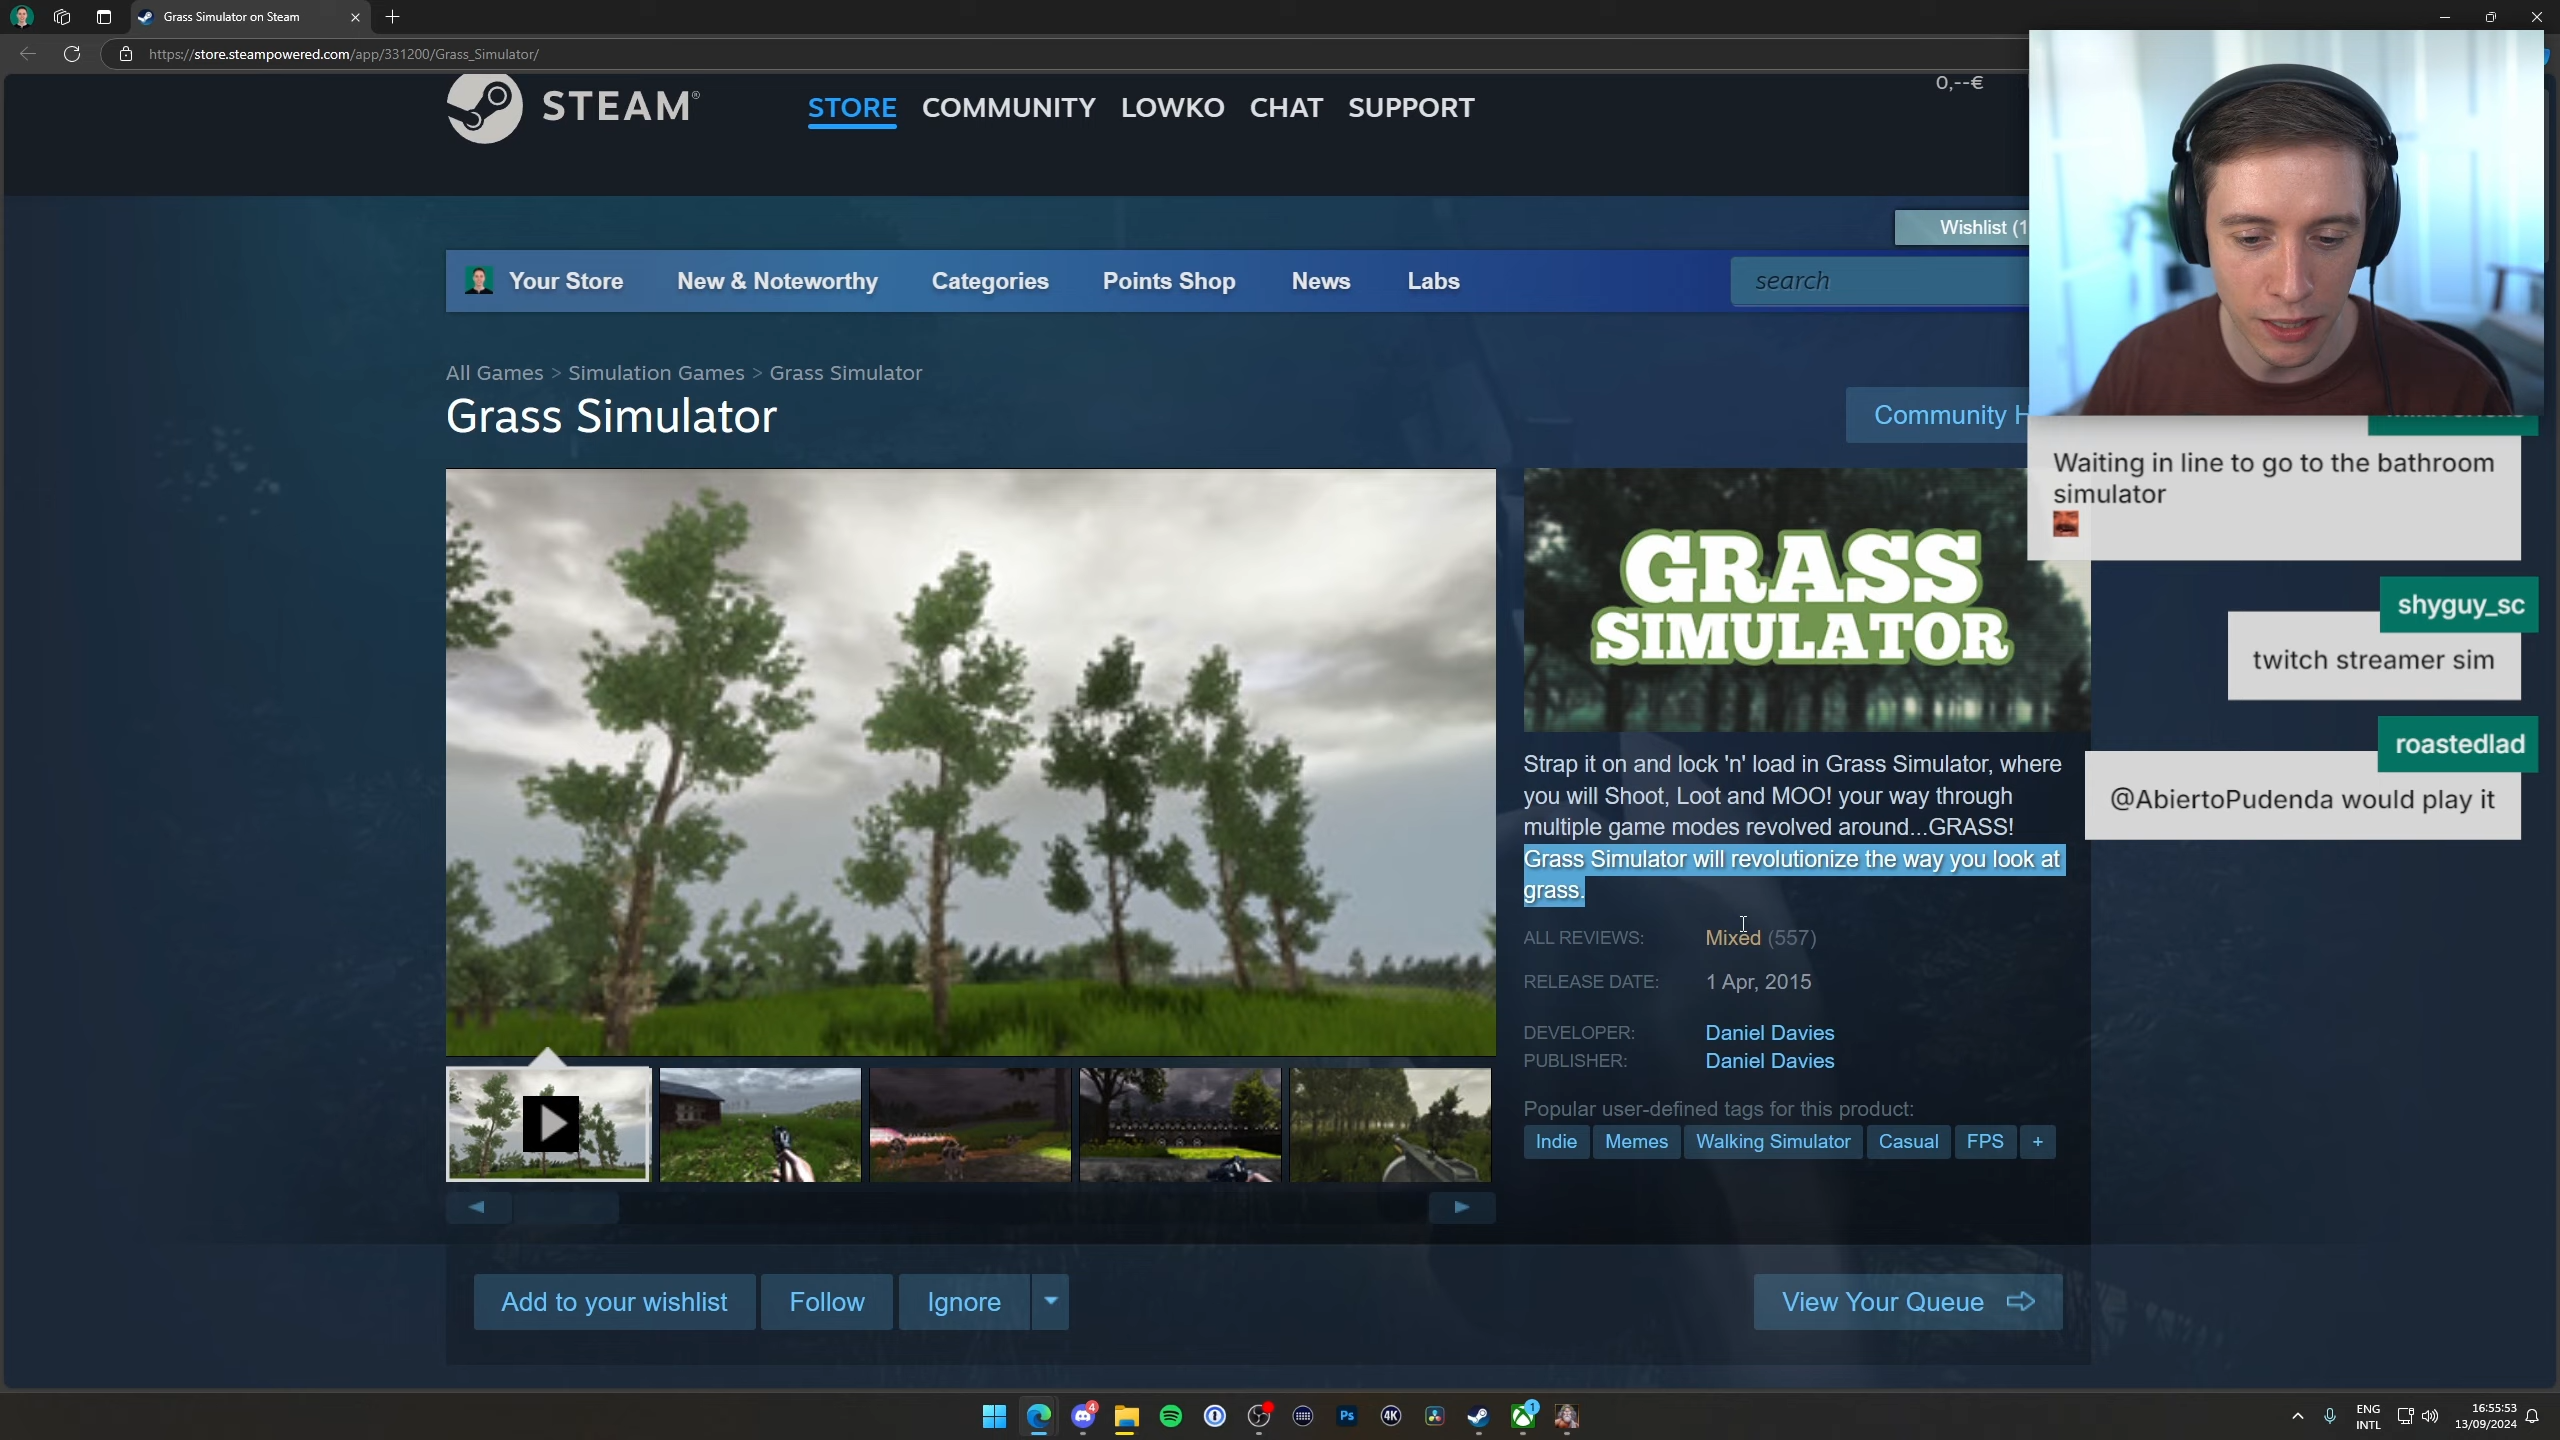 Grass Simulator on Steam
https://store.steampowered.com/app/331200/Grass_Simulator/
STEAM®
STORE
COMMUNITY
LOWKO
CHAT
SUPPORT
0,--€
Wishlist (1
Your Store
New & Noteworthy
Categories
Points Shop
News
Labs
search
All Games > Simulation Games > Grass Simulator
Grass Simulator
Community H
GRASS
SIMULATOR
Strap it on and lock 'n' load in Grass Simulator, where
you will Shoot, Loot and MOO! your way through
multiple game modes revolved around...GRASS!
Grass Simulator will revolutionize the way you look at
grass.
ALL REVIEWS: Mixed (557)
RELEASE DATE: 1 Apr, 2015
DEVELOPER: Daniel Davies
PUBLISHER: Daniel Davies
Popular user-defined tags for this product:
Indie
Memes
Walking Simulator
Casual
FPS
+
Waiting in line to go to the bathroom
simulator
shyguy_sc
twitch streamer sim
roastedlad
@AbiertoPudenda would play it
Add to your wishlist
Follow
Ignore
View Your Queue
4
Ps
4K
1
ENG
INTL
16:55:53
13/09/2024